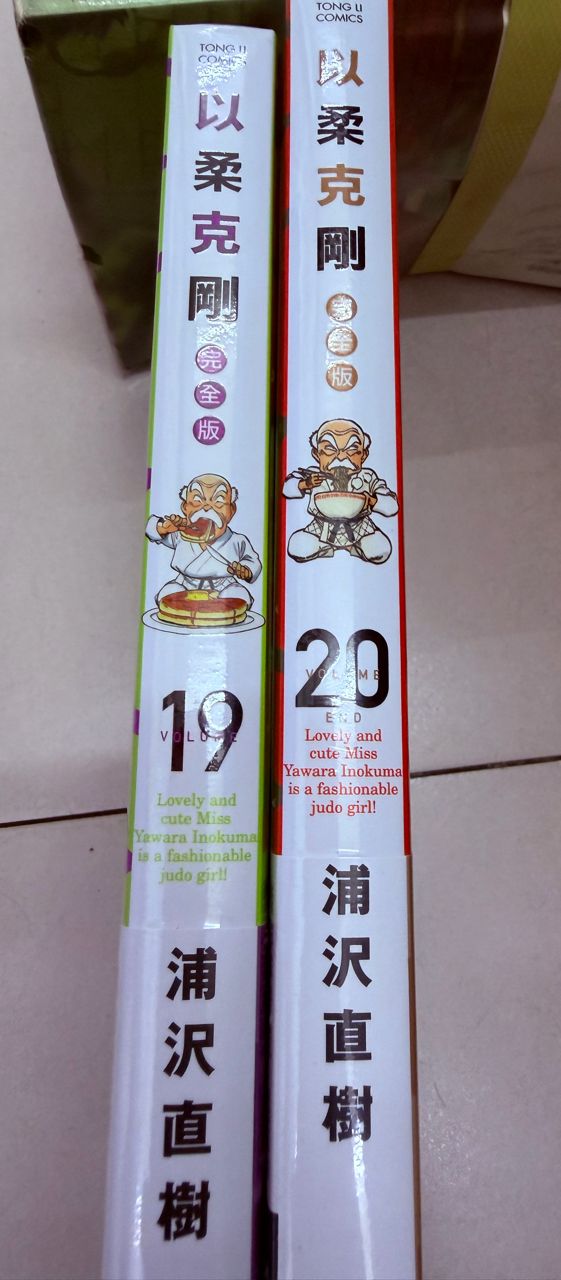 TONG LI
COMICS
以柔克剛
完全版
19
VOLUME
Lovely and
cute Miss
Yawara Inokuma
is a fashionable
judo girl!
浦沢直樹
TONG LI
COMICS
以柔克剛
完全版
20
VOLUME
END
Lovely and
cute Miss
Yawara Inokuma
is a fashionable
judo girl!
浦沢直樹